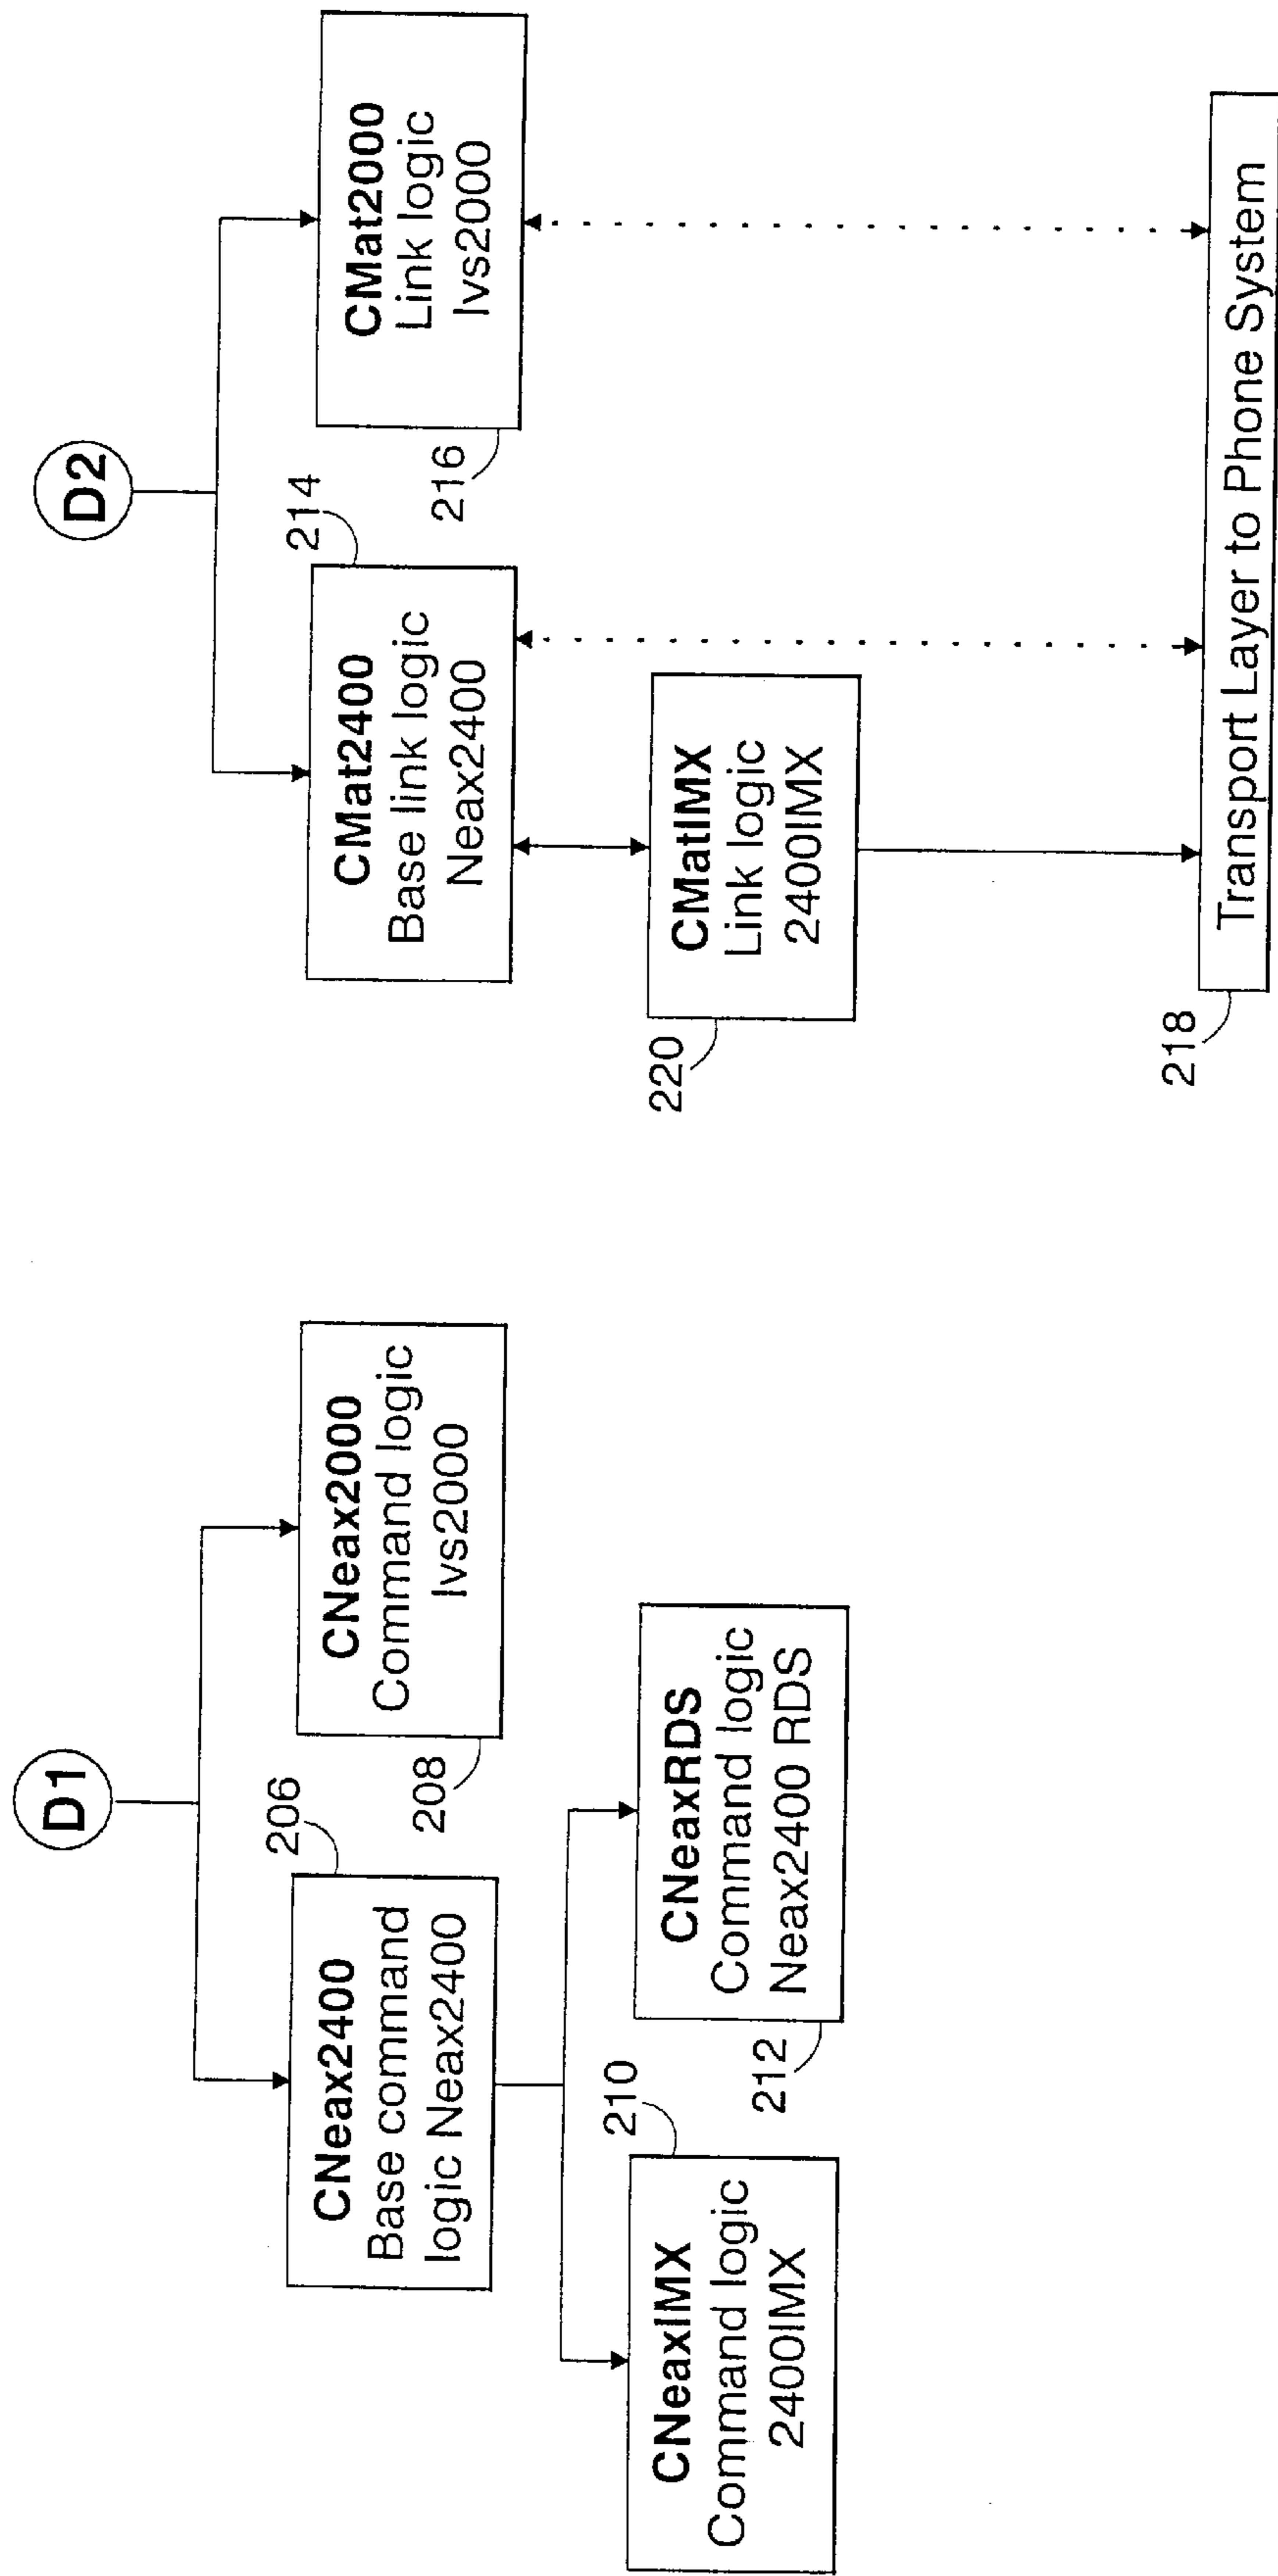 D1
206
CNeax2400
Base command
logic Neax2400
208
CNeax2000
Command logic
Ivs2000
210
CNeaxIMX
Command logic
2400IMX
212
CNeaxRDS
Command logic
Neax2400 RDS
D2
214
CMat2400
Base link logic
Neax2400
216
CMat2000
Link logic
Ivs2000
220
CMatIMX
Link logic
2400IMX
218
Transport Layer to Phone System